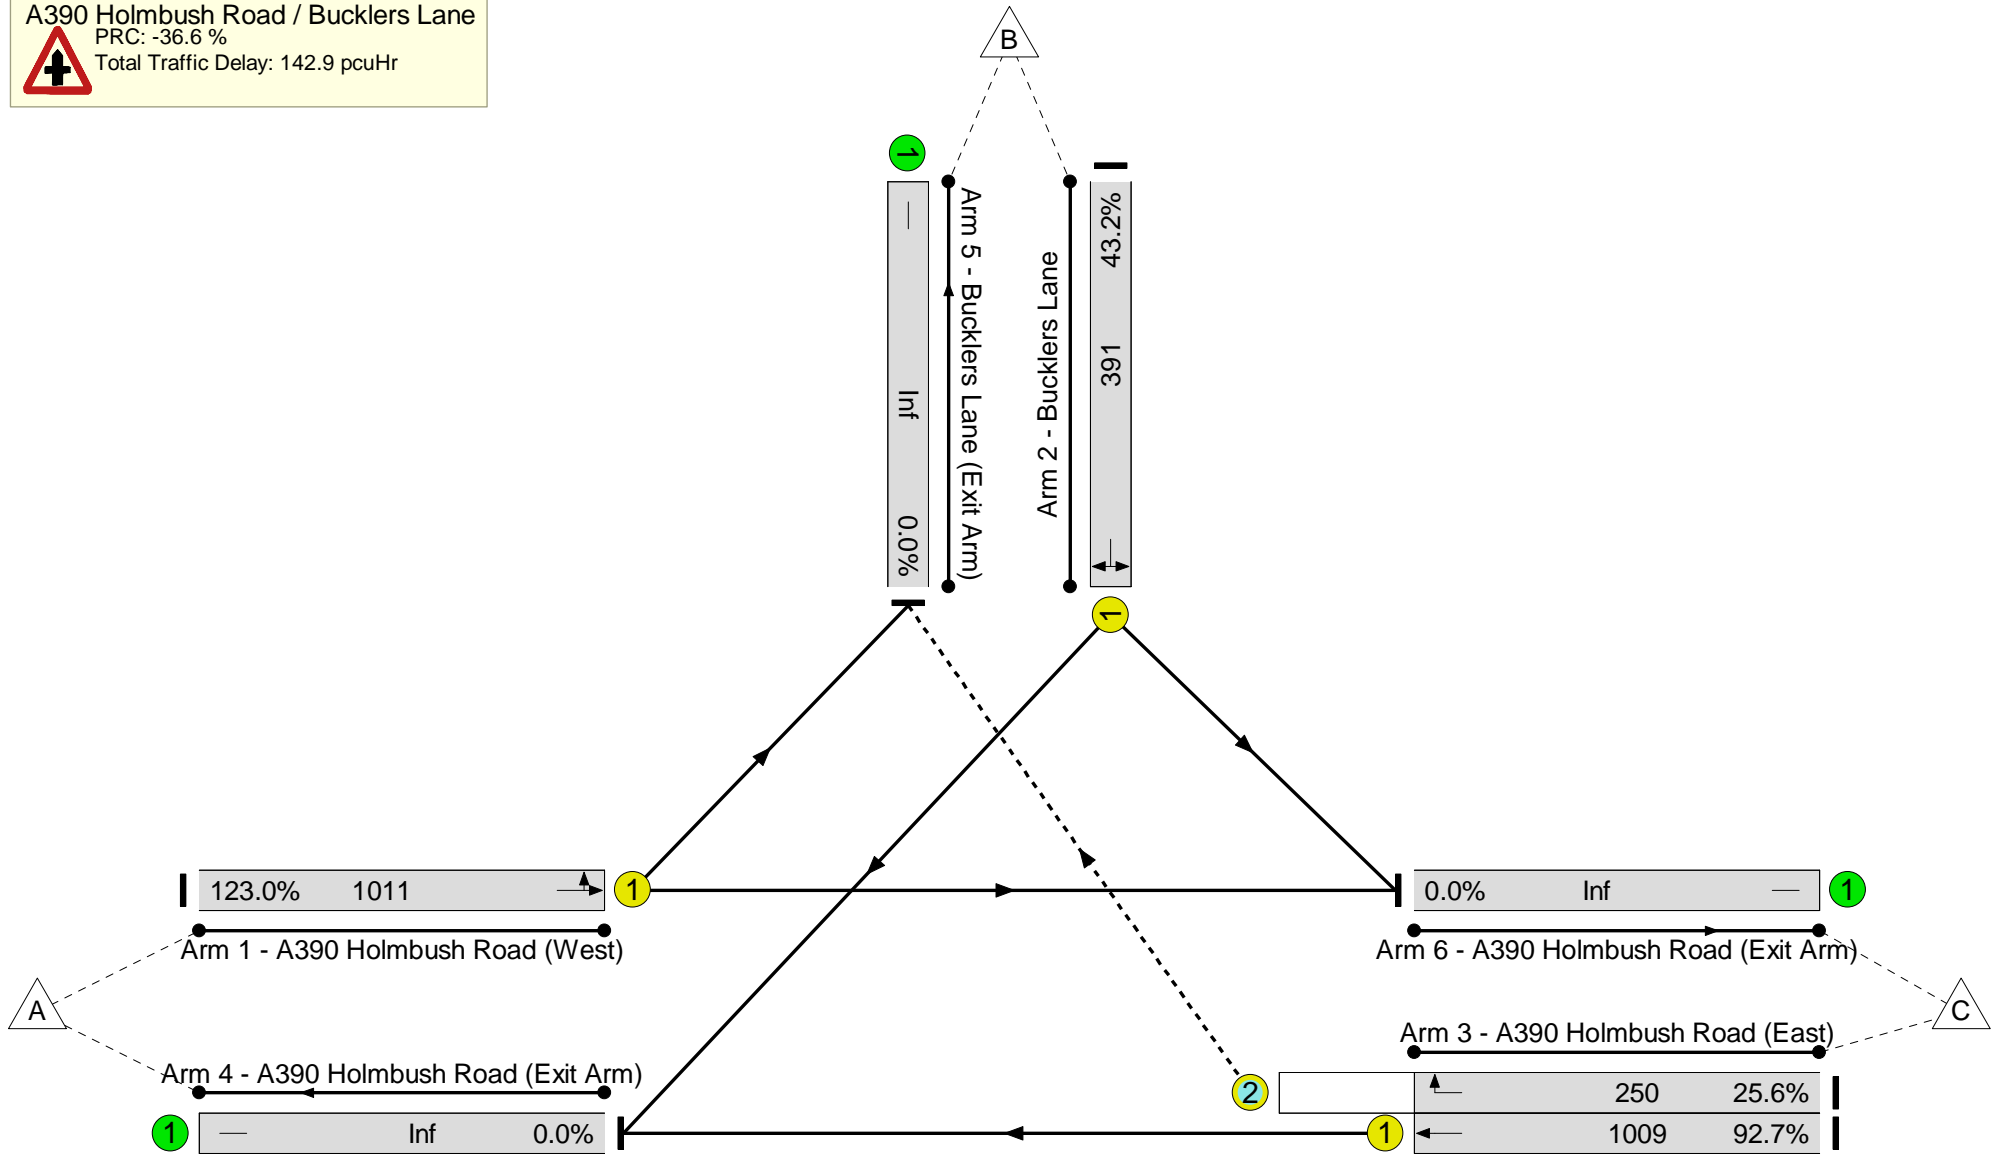 A390 Holmbush Road / Bucklers Lane
PRC: -36.6 %
Total Traffic Delay: 142.9 pcuHr
B
1
Inf
0.0%
Arm 5 - Bucklers Lane (Exit Arm)
Arm 2 - Bucklers Lane
43.2%
391
1
123.0% 1011
1
Arm 1 - A390 Holmbush Road (West)
0.0% Inf
1
Arm 6 - A390 Holmbush Road (Exit Arm)
A
C
Arm 4 - A390 Holmbush Road (Exit Arm)
1
Inf 0.0%
Arm 3 - A390 Holmbush Road (East)
2
250 25.6%
1
1009 92.7%